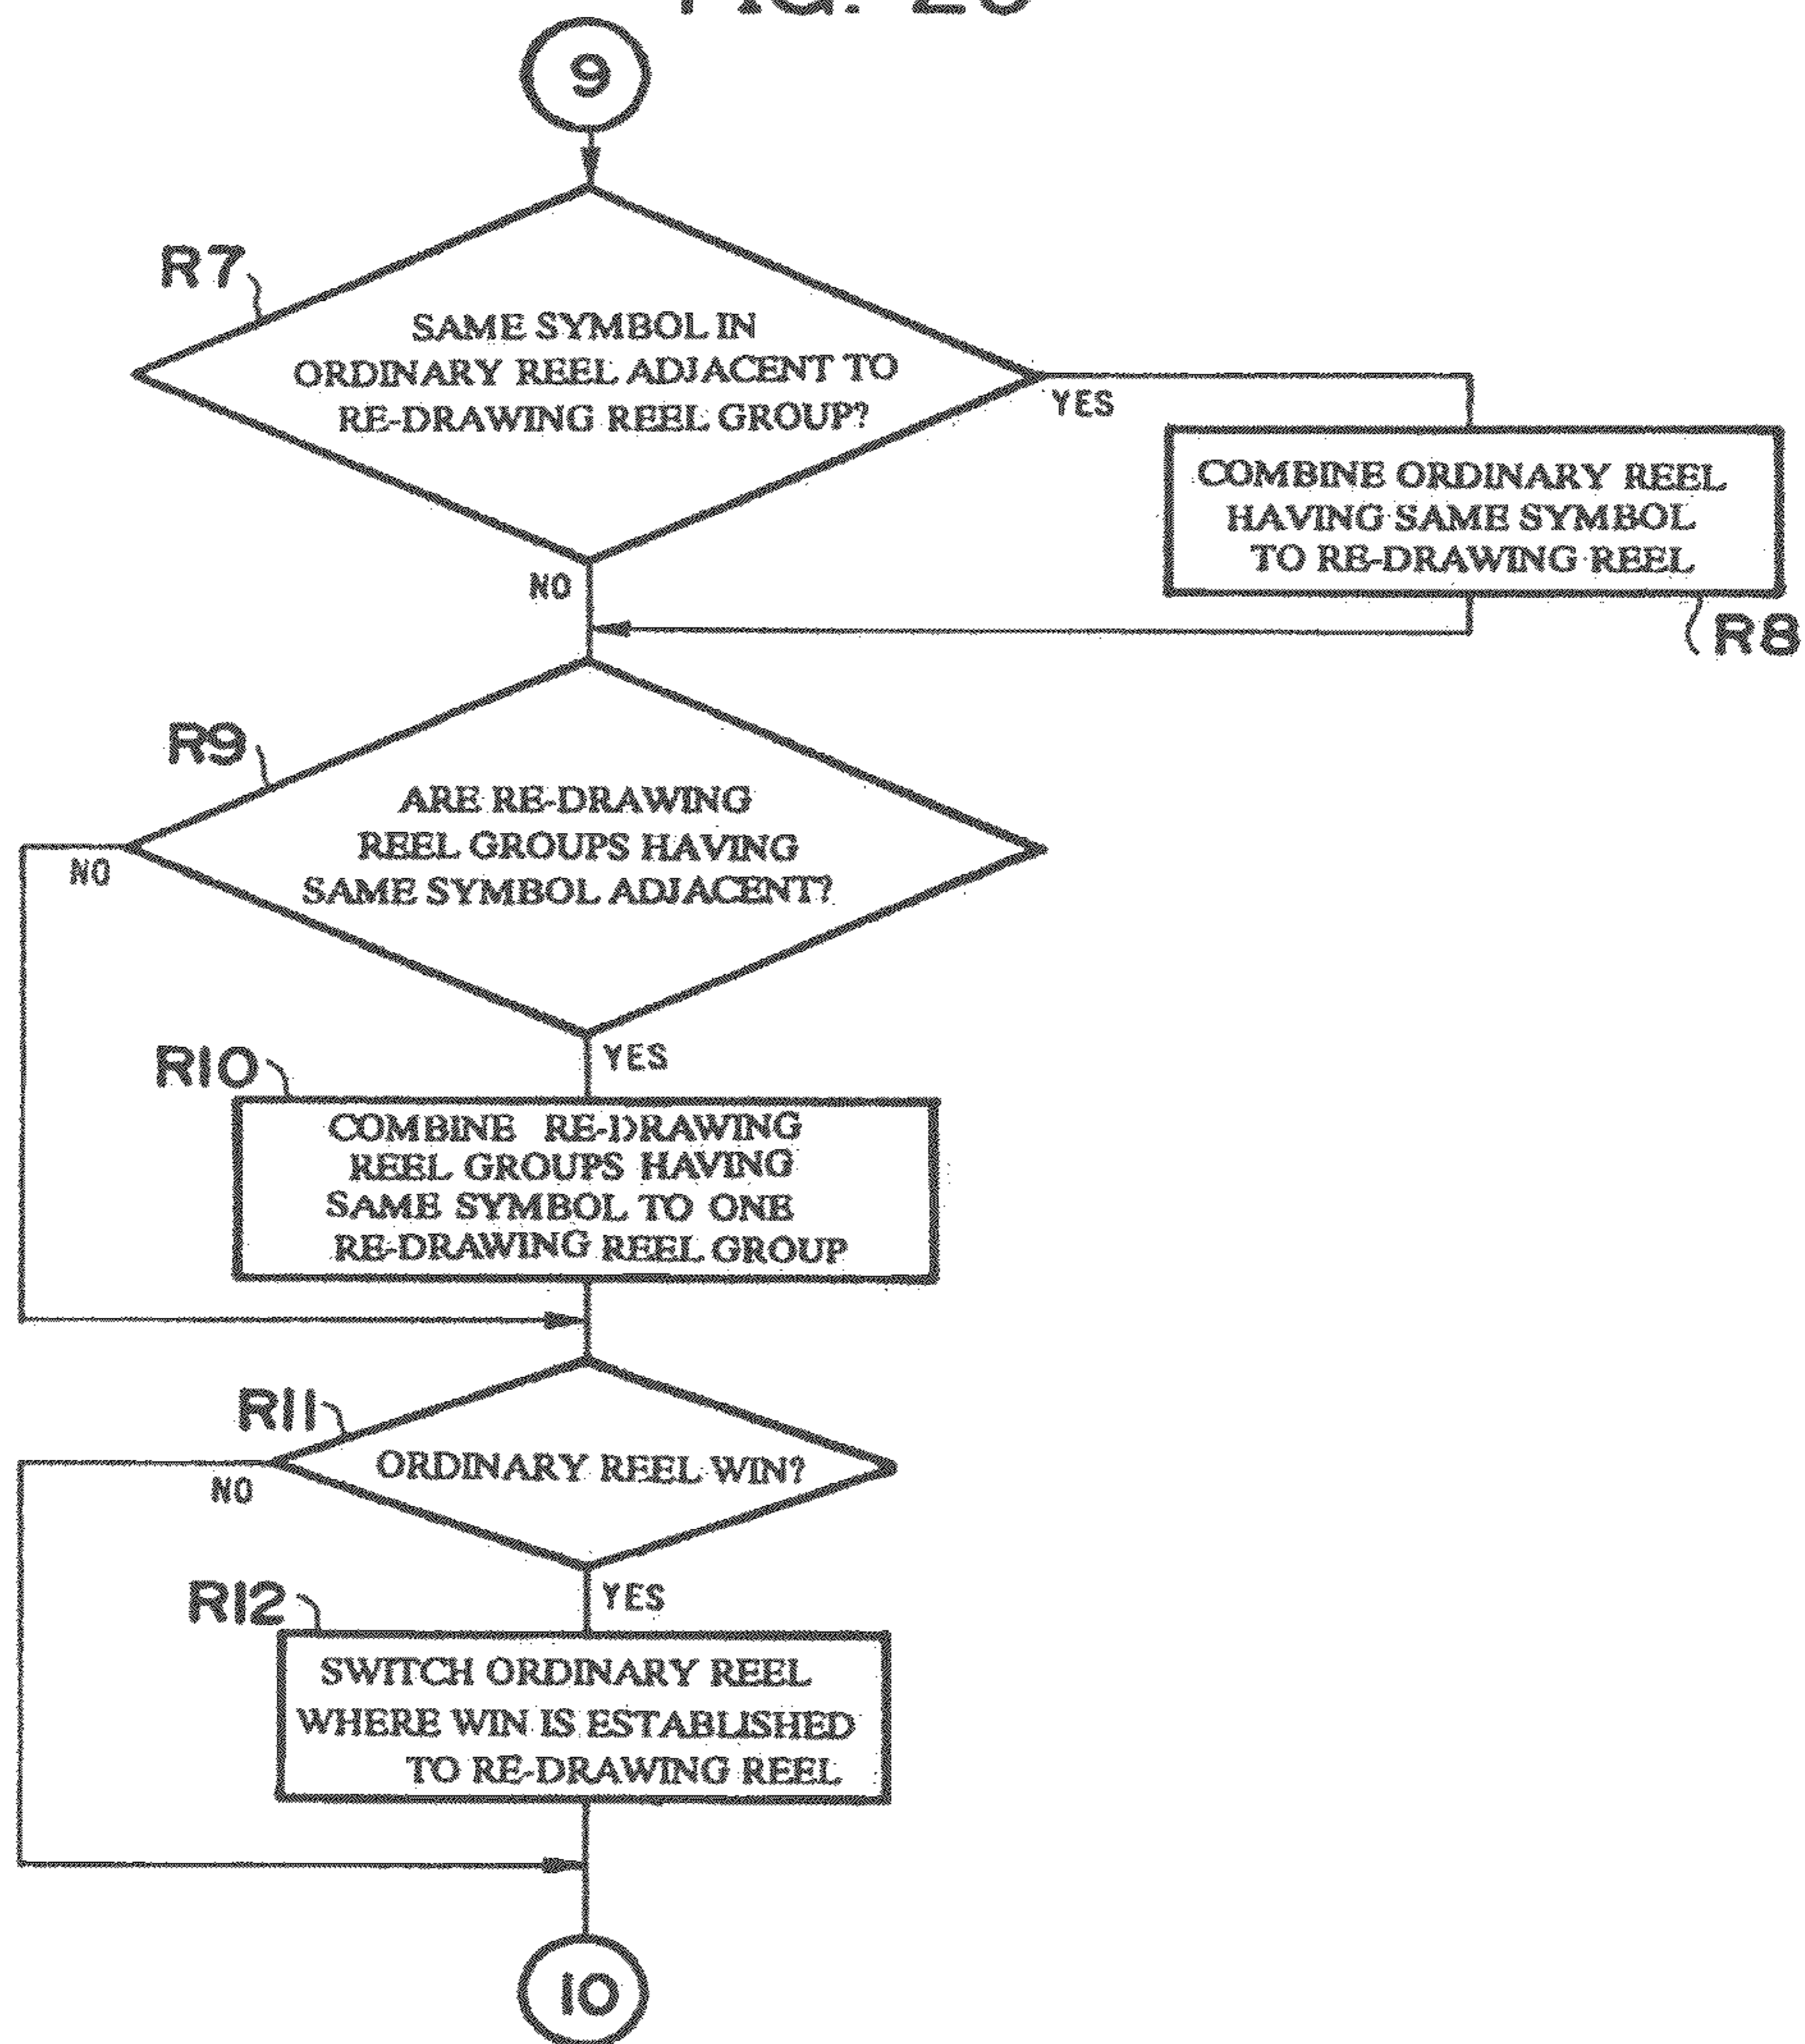 9
R7
SAME SYMBOL IN
ORDINARY REEL ADJACENT TO
RE-DRAWING REEL GROUP?
YES
COMBINE ORDINARY REEL
HAVING SAME SYMBOL
TO RE-DRAWING REEL
R8
NO
R9
ARE RE-DRAWING
REEL GROUPS HAVING
SAME SYMBOL ADJACENT?
NO
YES
R10
COMBINE RE-DRAWING
REEL GROUPS HAVING
SAME SYMBOL TO ONE
RE-DRAWING REEL GROUP
R11
ORDINARY REEL WIN?
NO
YES
R12
SWITCH ORDINARY REEL
WHERE WIN IS ESTABLISHED
TO RE-DRAWING REEL
10